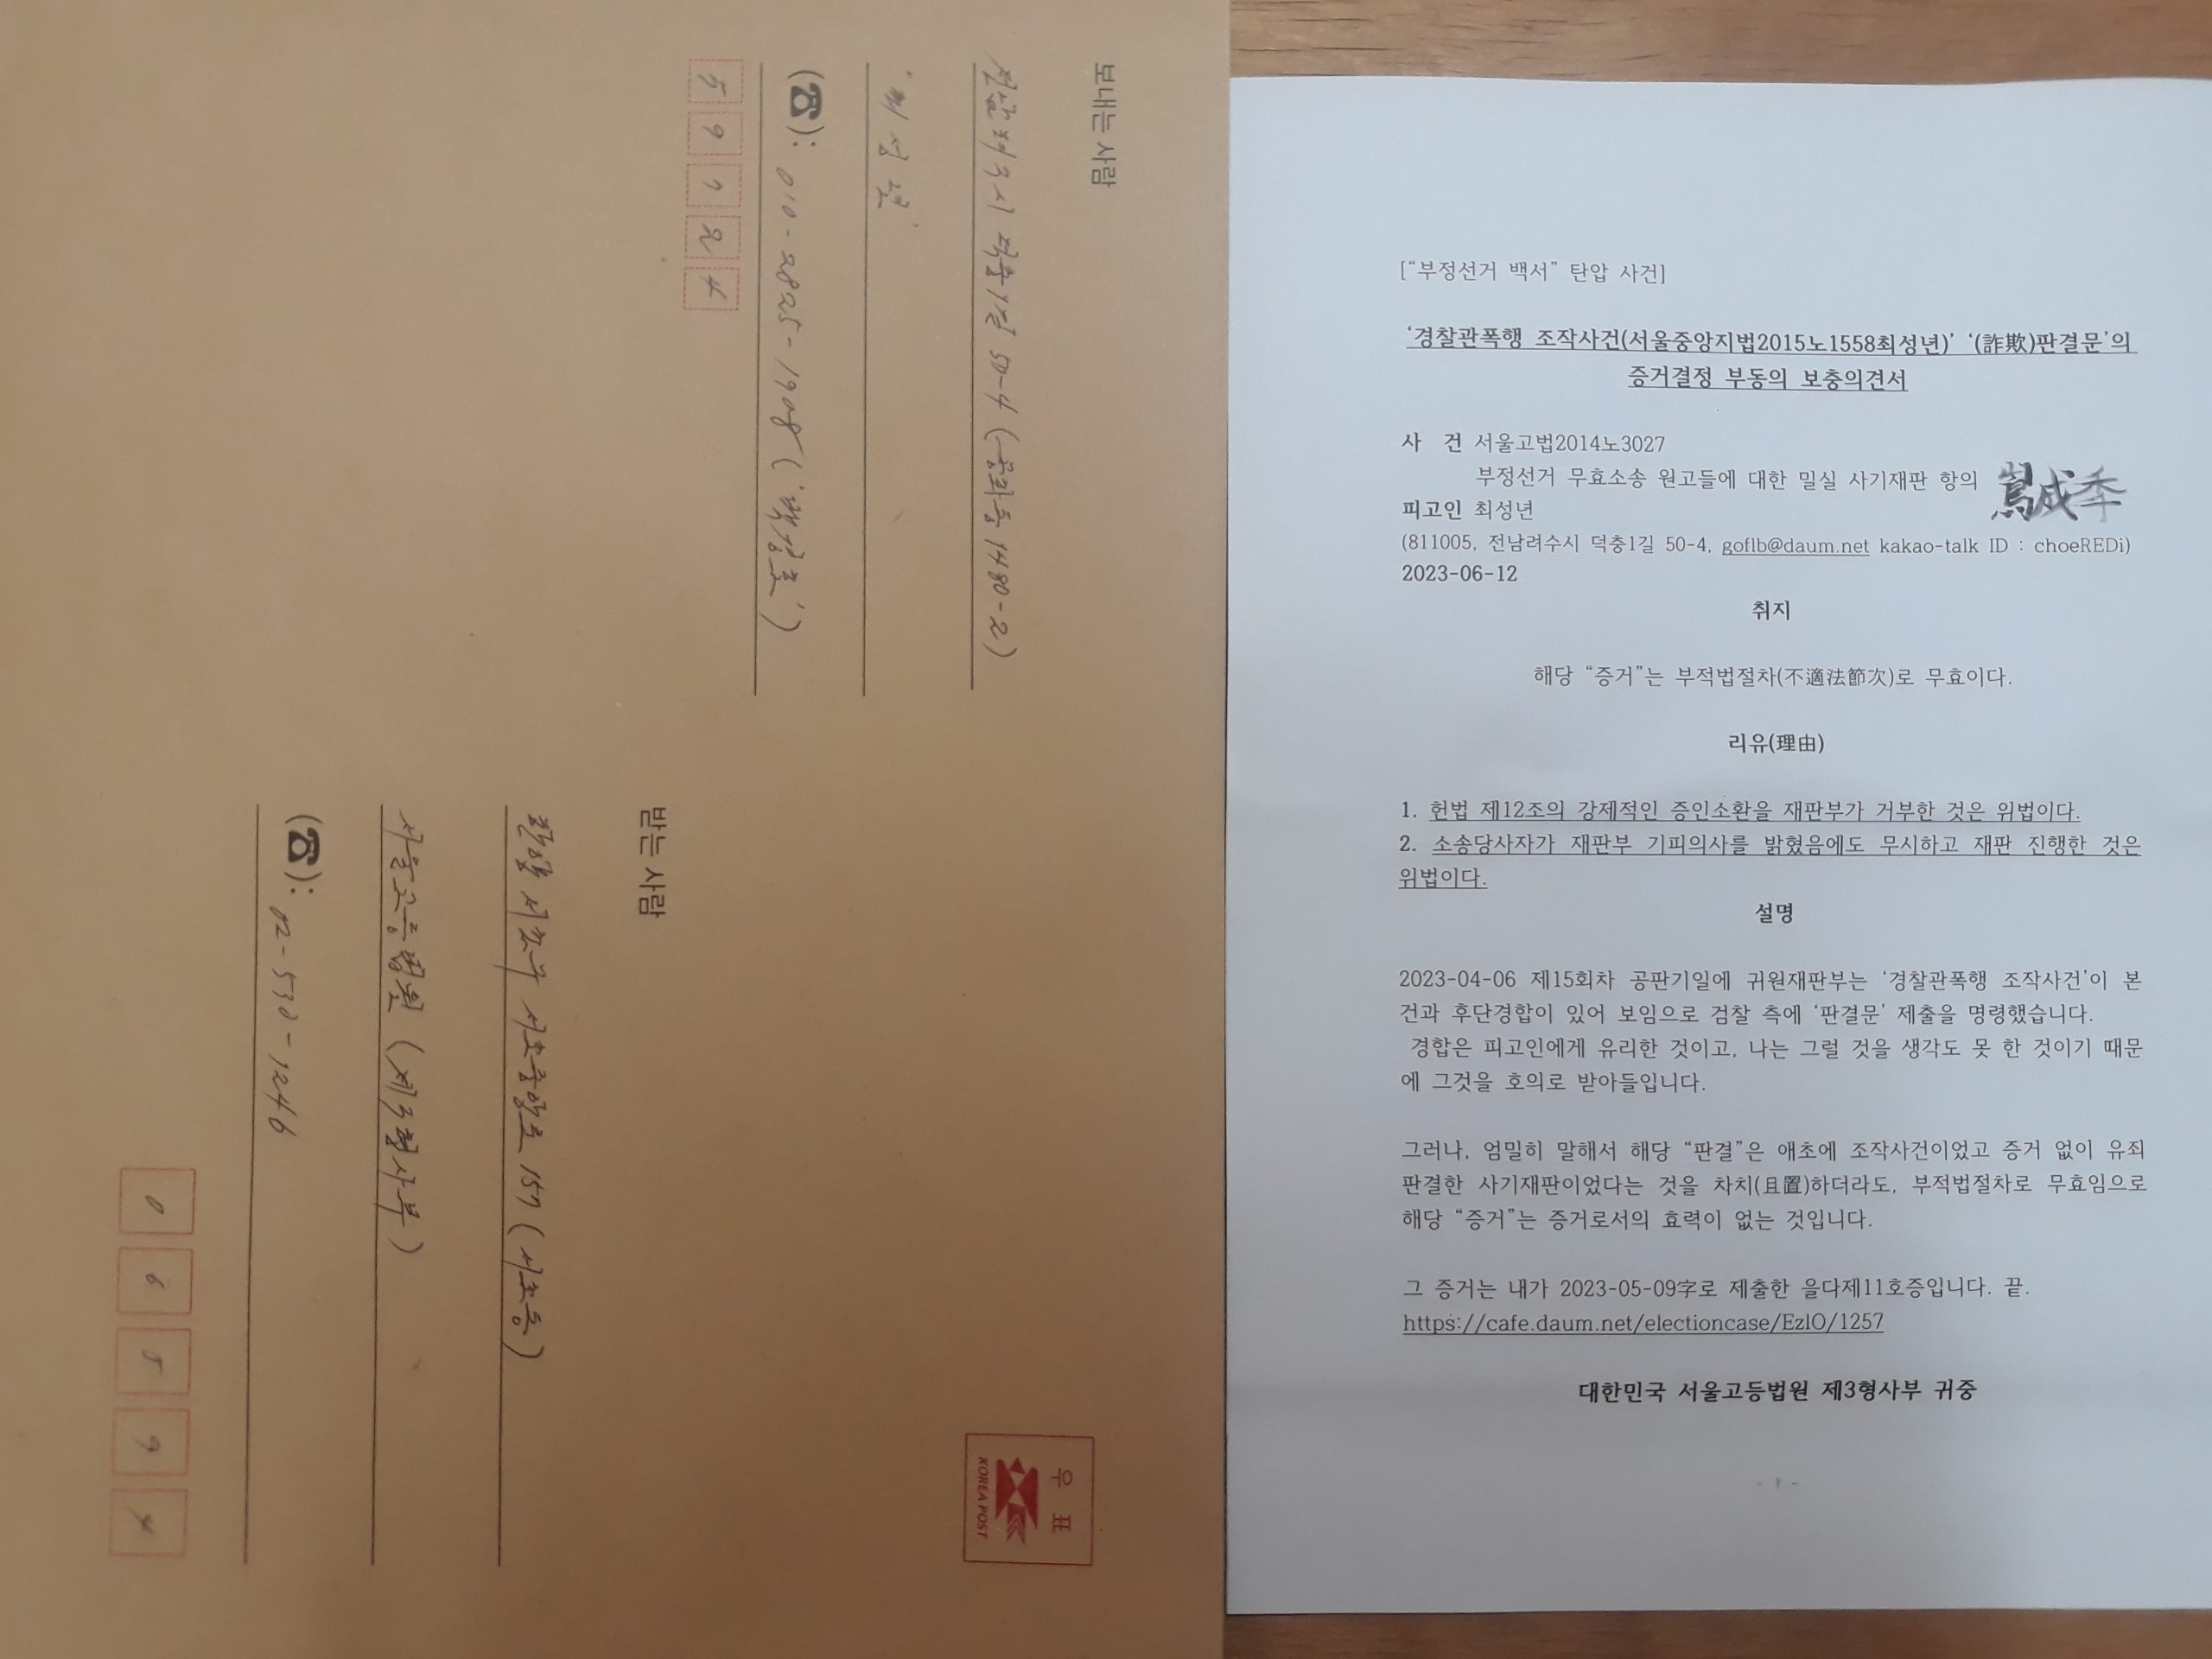 보내는 사람
전남려수시 덕충1길 50-4 (공화동 1480-2)
'최성년'
(☎): 010-2825-1908 (
5 9 7 2 4
받는 사람
서초구 서초중앙로 157 (서초동)
서울고등법원 (제3형사부)
(☎): 02-530-1246
0 6 5 9 4
우표
KOREA POST
[“부정선거 백서” 탄압 사건]
‘경찰관폭행 조작사건(서울중앙지법2015노1558최성년)’ ‘(詐欺)판결문’의
증거결정 부동의 보충의견서
사 건 서울고법2014노3027
부정선거 무효소송 원고들에 대한 밀실 사기재판 항의
피고인 최성년
(811005, 전남려수시 덕충1길 50-4, goflb@daum.net kakao-talk ID : choeREDi)
2023-06-12
취지
해당 “증거”는 부적법절차(不適法節次)로 무효이다.
리유(理由)
1. 헌법 제12조의 강제적인 증인소환을 재판부가 거부한 것은 위법이다.
2. 소송당사자가 재판부 기피의사를 밝혔음에도 무시하고 재판 진행한 것은
위법이다.
설명
2023-04-06 제15회차 공판기일에 귀원재판부는 ‘경찰관폭행 조작사건’이 본
건과 후단경합이 있어 보임으로 검찰 측에 ‘판결문’ 제출을 명령했습니다.
경합은 피고인에게 유리한 것이고, 나는 그럴 것을 생각도 못 한 것이기 때문
에 그것을 호의로 받아들입니다.
그러나, 엄밀히 말해서 해당 “판결”은 애초에 조작사건이었고 증거 없이 유죄
판결한 사기재판이었다는 것을 차치(且置)하더라도, 부적법절차로 무효임으로
해당 “증거”는 증거로서의 효력이 없는 것입니다.
그 증거는 내가 2023-05-09字로 제출한 을다제11호증입니다. 끝.
https://cafe.daum.net/electioncase/EzlO/1257
대한민국 서울고등법원 제3형사부 귀중
- 1 -